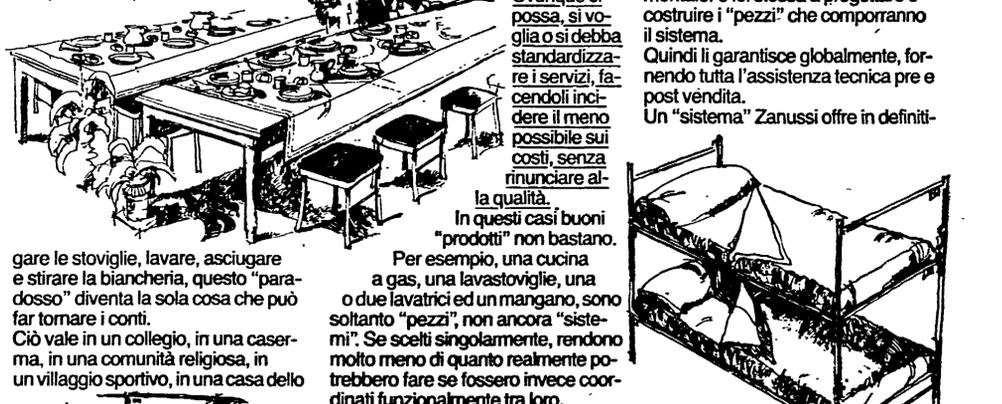 gare le stoviglie, lavare, asciugare
e stirare la biancheria, questo “para-
dosso” diventa la sola cosa che può
far tornare i conti.
Ciò vale in un collegio, in una caser-
ma, in una comunità religiosa, in
un villaggio sportivo, in una casa dello
possa, si vo-
glia o si debba
standardizza-
re i servizi, fa-
cendoli inci-
dere il meno
possibile sui
costi, senza
rinunciare al-
la qualità.
In questi casi buoni
“prodotti” non bastano.
Per esempio, una cucina
a gas, una lavastoviglie, una
o due lavatrici ed un mangano, sono
soltanto “pezzi”, non ancora “siste-
mi”. Se scelti singolarmente, rendono
molto meno di quanto realmente po-
trebbero fare se fossero invece coor-
dinati funzionalmente tra loro.
costruire i “pezzi” che comporranno
il sistema.
Quindi li garantisce globalmente, for-
nendo tutta l’assistenza tecnica pre e
post vendita.
Un “sistema” Zanussi offre in definiti-